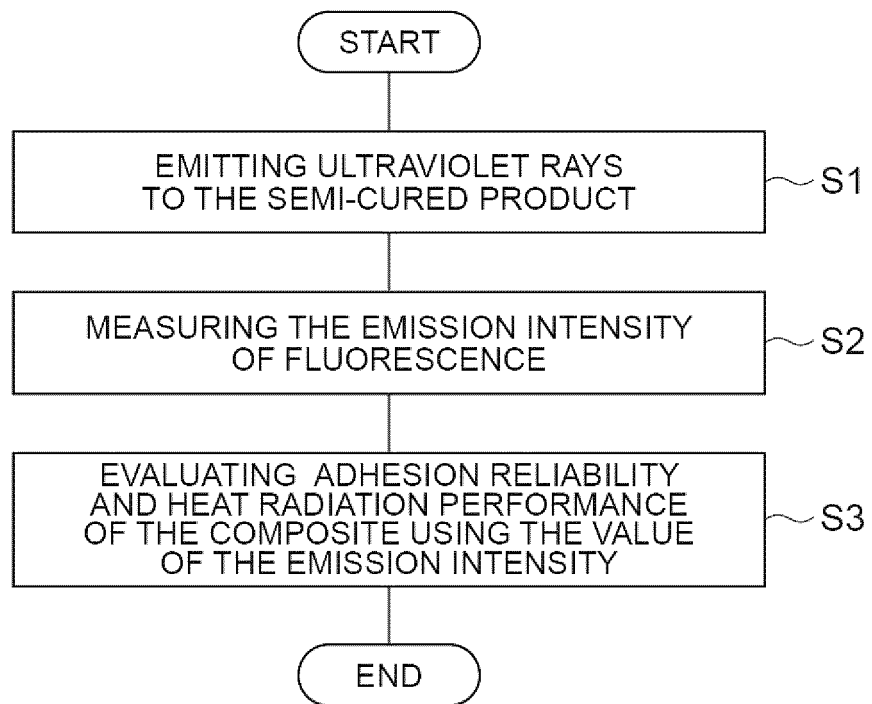 START
EMITTING ULTRAVIOLET RAYS
TO THE SEMI-CURED PRODUCT
S1
MEASURING THE EMISSION INTENSITY
OF FLUORESCENCE
S2
EVALUATING ADHESION RELIABILITY
AND HEAT RADIATION PERFORMANCE
OF THE COMPOSITE USING THE VALUE
OF THE EMISSION INTENSITY
S3
END